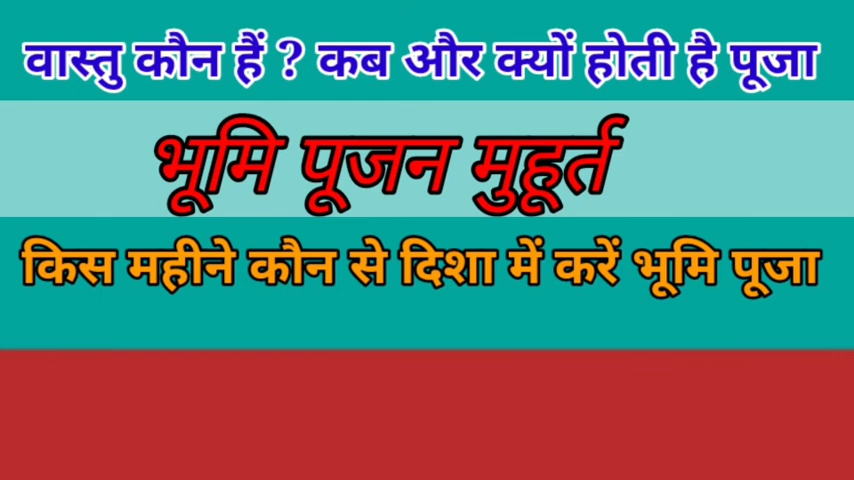 वास्तु कौन हैं ? कब और क्यों होती है पूजा
भूमि पूजन मुहूर्त
किस महीने कौन से दिशा में करें भूमि पूजा